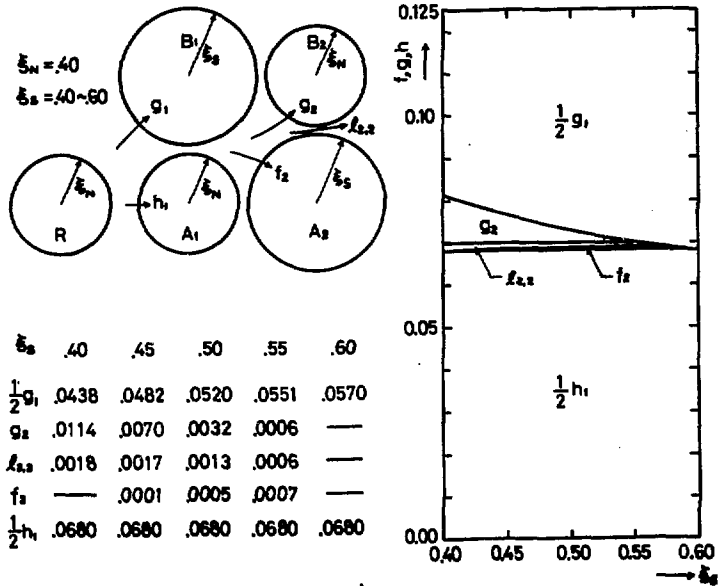 ξN = .40
ξS = .40~.60
B1
ξS
B2
ξN
g1
g2
ℓ2,2
f2
ξN
h1
ξN
ξS
R
A1
A2
ξS .40 .45 .50 .55 .60
½g1 .0438 .0482 .0520 .0551 .0570
g2 .0114 .0070 .0032 .0006 —
ℓ2,2 .0018 .0017 .0013 .0006 —
f2 — .0001 .0005 .0007 —
½h1 .0680 .0680 .0680 .0680 .0680
f, g, h →
0.125
0.10
0.05
0.00
½g1
g2
ℓ2,2
f2
½h1
0.40 0.45 0.50 0.55 0.60
→ ξS